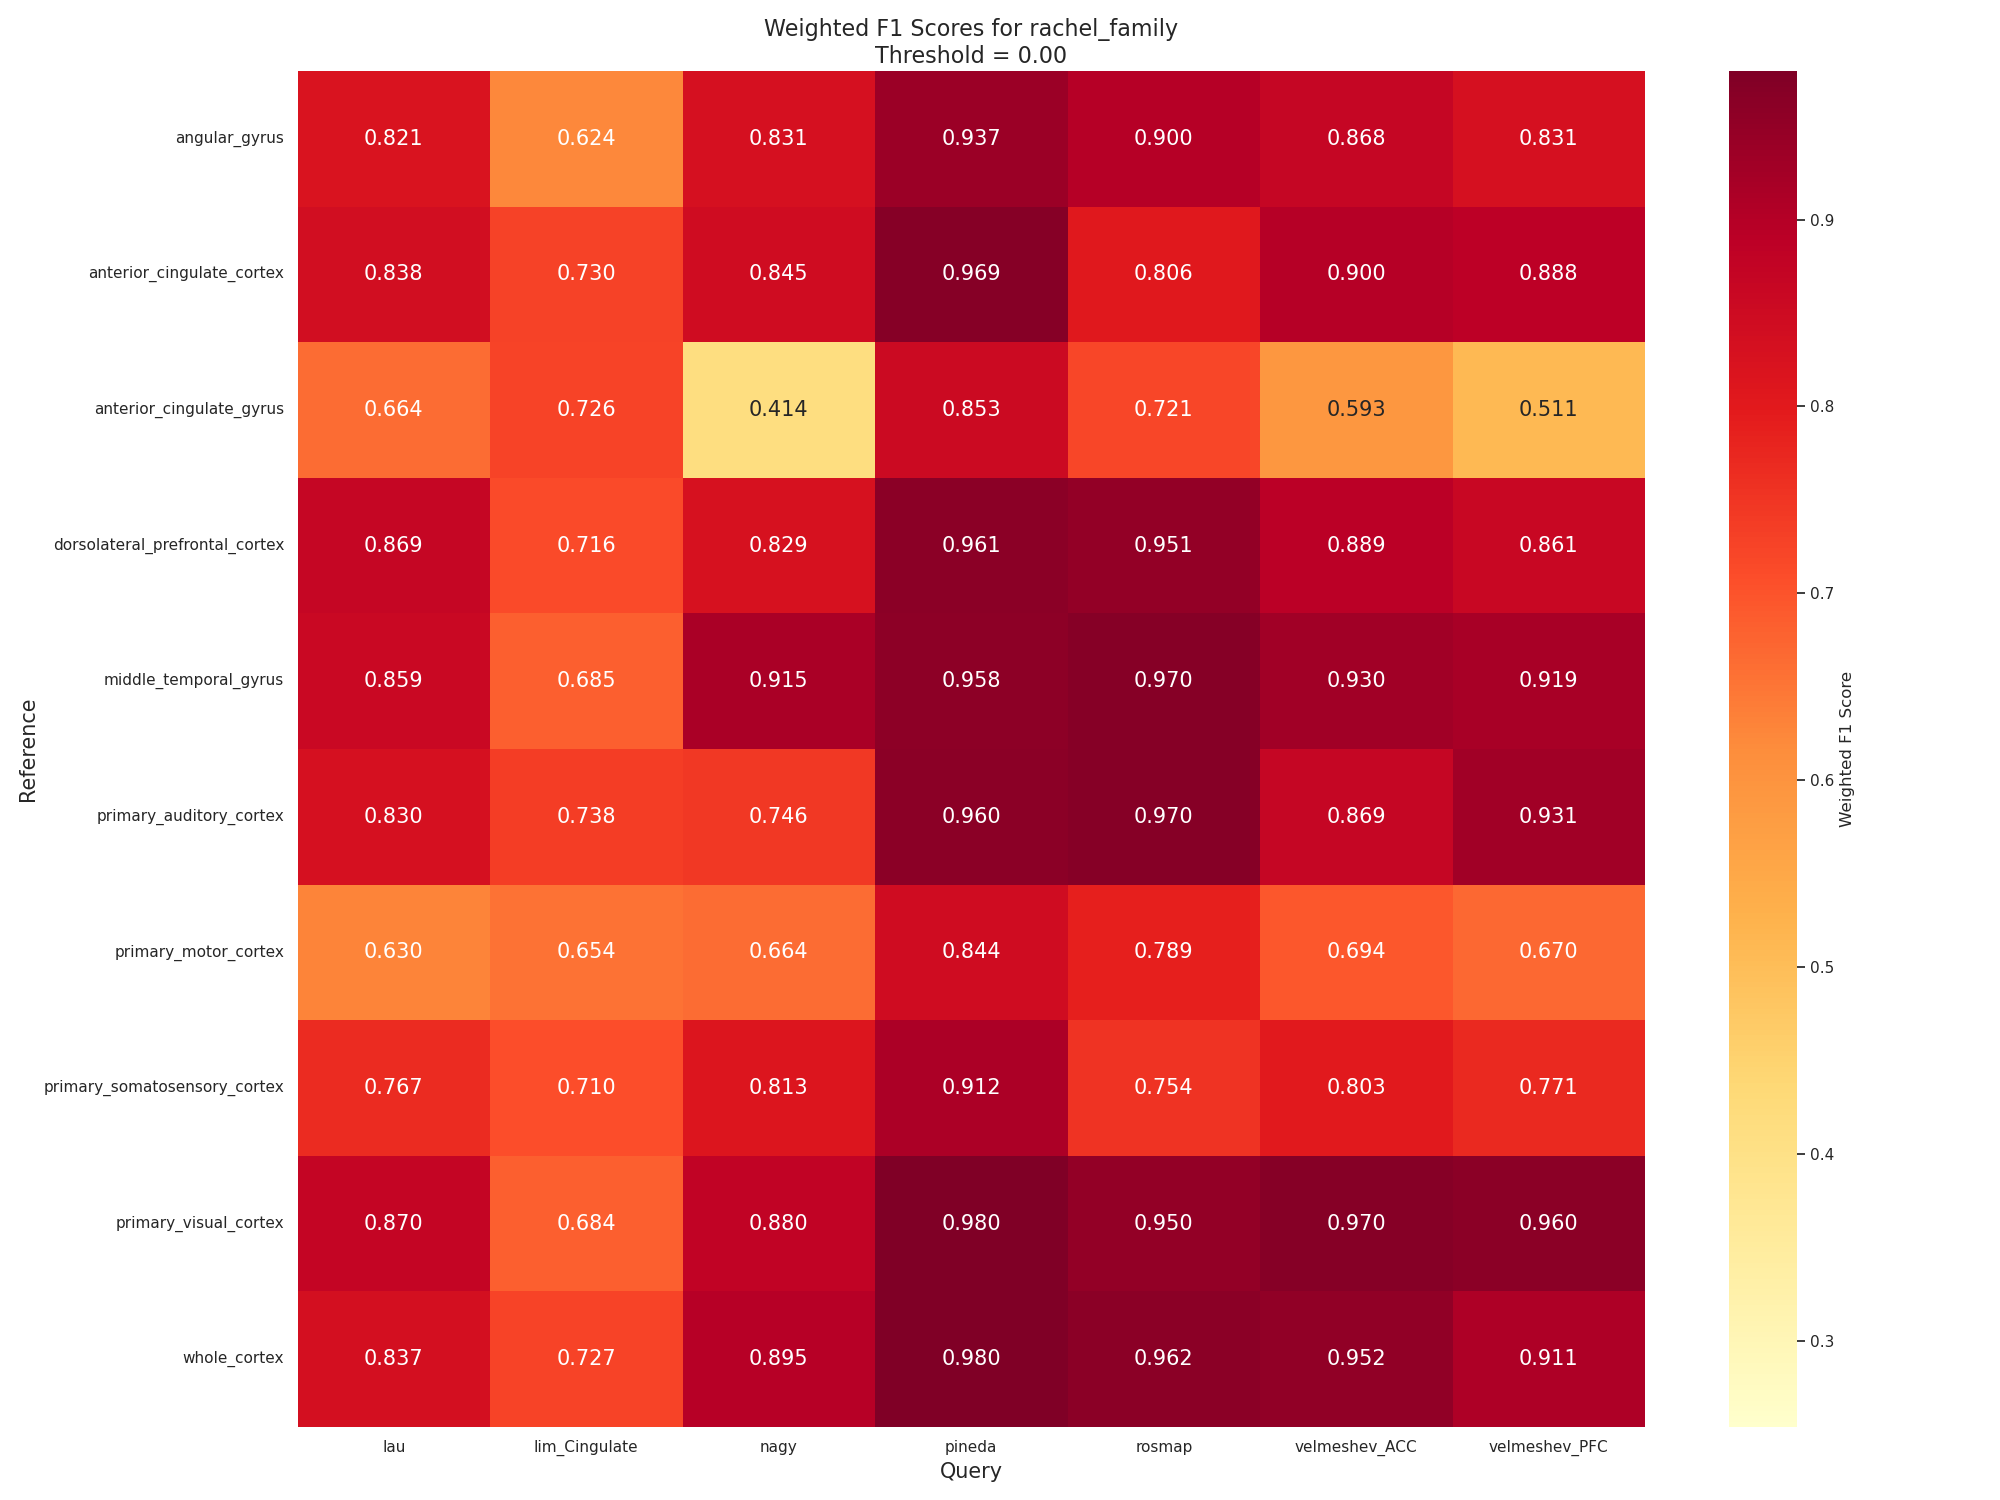 Weighted F1 Scores for rachel_family
Threshold = 0.00
Reference
angular_gyrus 0.821 0.624 0.831 0.937 0.900 0.868 0.831
anterior_cingulate_cortex 0.838 0.730 0.845 0.969 0.806 0.900 0.888
anterior_cingulate_gyrus 0.664 0.726 0.414 0.853 0.721 0.593 0.511
dorsolateral_prefrontal_cortex 0.869 0.716 0.829 0.961 0.951 0.889 0.861
middle_temporal_gyrus 0.859 0.685 0.915 0.958 0.970 0.930 0.919
primary_auditory_cortex 0.830 0.738 0.746 0.960 0.970 0.869 0.931
primary_motor_cortex 0.630 0.654 0.664 0.844 0.789 0.694 0.670
primary_somatosensory_cortex 0.767 0.710 0.813 0.912 0.754 0.803 0.771
primary_visual_cortex 0.870 0.684 0.880 0.980 0.950 0.970 0.960
whole_cortex 0.837 0.727 0.895 0.980 0.962 0.952 0.911
lau lim_Cingulate nagy pineda rosmap velmeshev_ACC velmeshev_PFC
Query
0.9
0.8
0.7
0.6
0.5
0.4
0.3
Weighted F1 Score